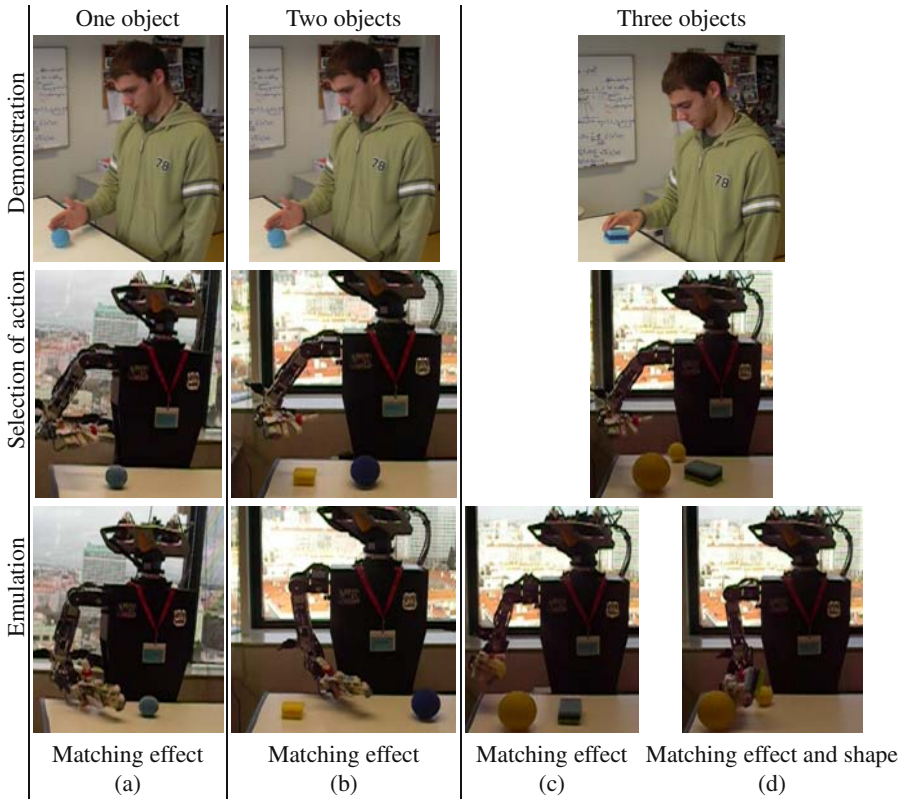 One object Two objects Three objects
Demonstration
78 78 78
Selection of action
Emulation
Matching effect Matching effect Matching effect Matching effect and shape
(a) (b) (c) (d)